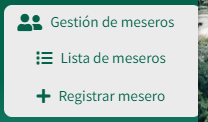 Gestión de meseros
Lista de meseros
Registrar mesero